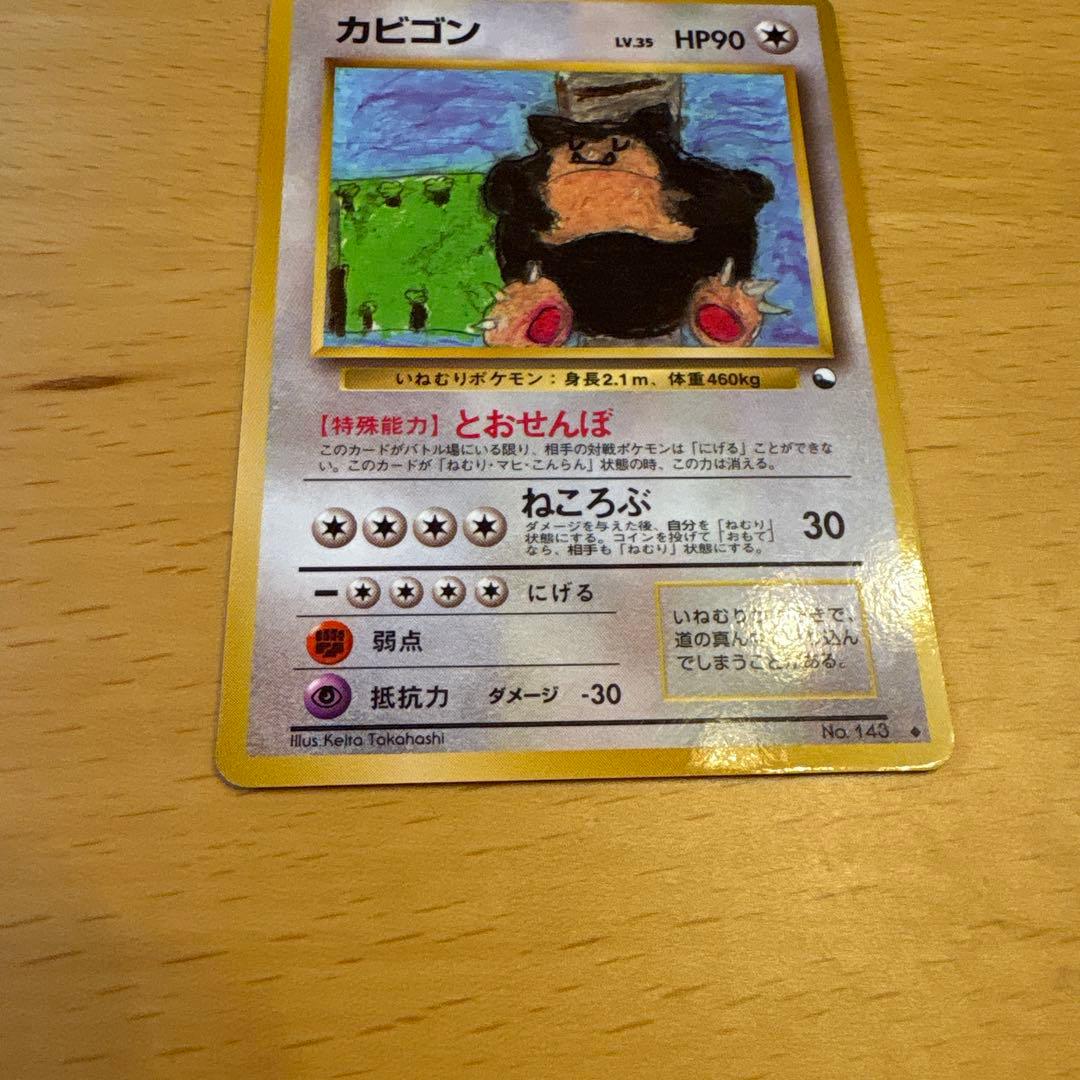 カビゴン LV.35 HP90
いねむりポケモン：身長2.1m、体重460kg
【特殊能力】とおせんぼ
このカードがバトル場にいる限り、相手の対戦ポケモンは「にげる」ことができな
い。このカードが「ねむり・マヒ・こんらん」状態の時、この力は消える。
ねころぶ
ダメージを与えた後、自分を「ねむり」
状態にする。コインを投げて「おもて」
なら、相手も「ねむり」状態にする。
30
にげる
弱点
抵抗力 ダメージ -30
いねむりが きで、
道の真ん 込ん
でしまうことがある。
Illus.Keita Takahashi
No. 143